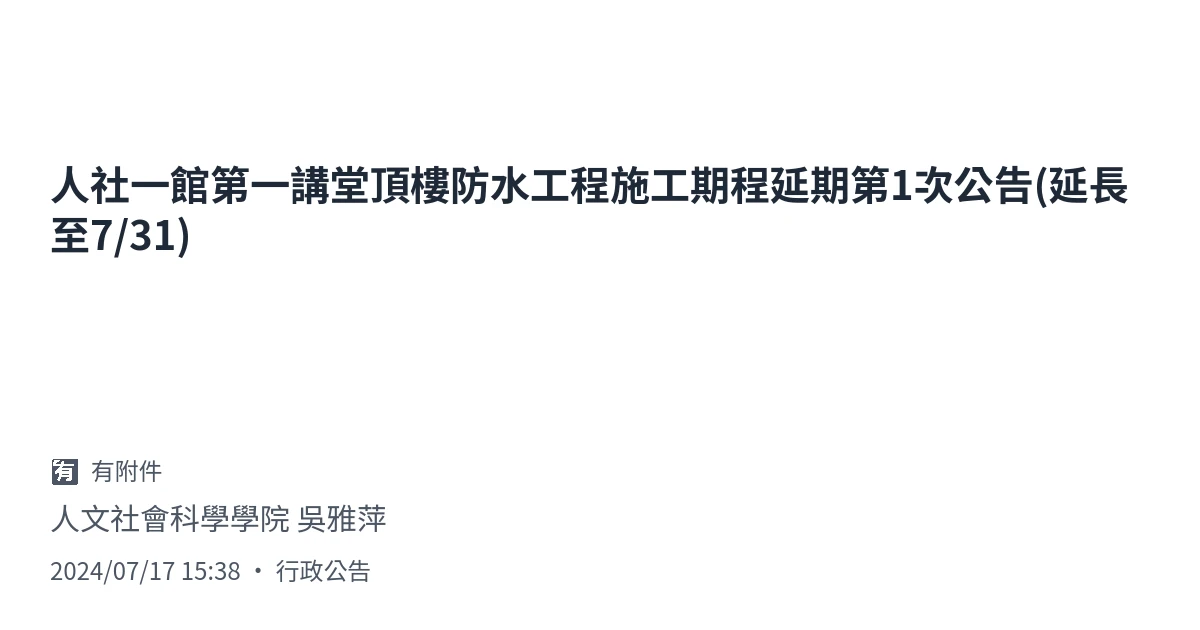 人社一館第一講堂頂樓防水工程施工期程延期第1次公告(延長
至7/31)
有 有附件
人文社會科學學院 吳雅萍
2024/07/17 15:38 • 行政公告